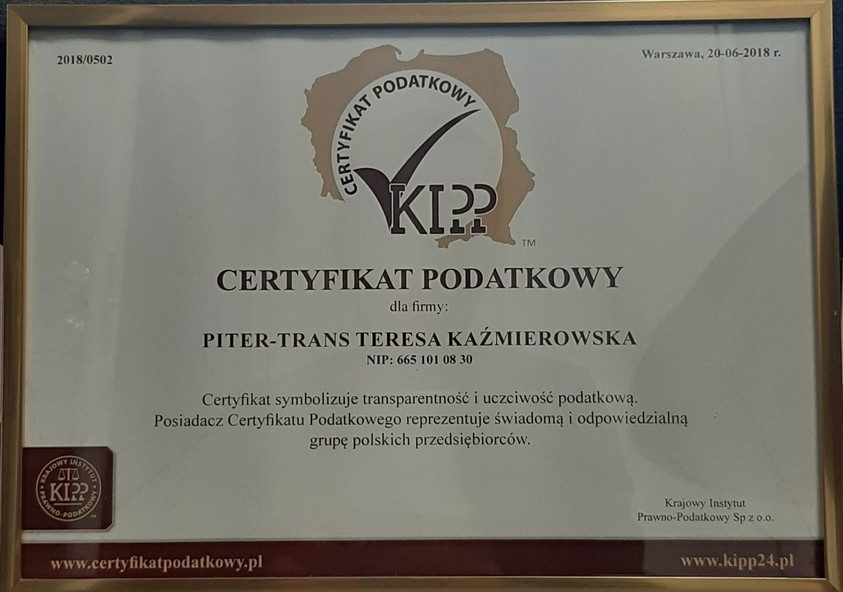 2018/0502
Warszawa, 20-06-2018 r.
CERTYFIKAT PODATKOWY
KIPP
TM
CERTYFIKAT PODATKOWY
dla firmy:
PITER-TRANS TERESA KAŹMIEROWSKA
NIP: 665 101 08 30
Certyfikat symbolizuje transparentność i uczciwość podatkową.
Posiadacz Certyfikatu Podatkowego reprezentuje świadomą i odpowiedzialną
grupę polskich przedsiębiorców.
KRAJOWY INSTYTUT
KIPP
PRAWNO-PODATKOWY
Krajowy Instytut
Prawno-Podatkowy Sp z o.o.
www.certyfikatpodatkowy.pl
www.kipp24.pl